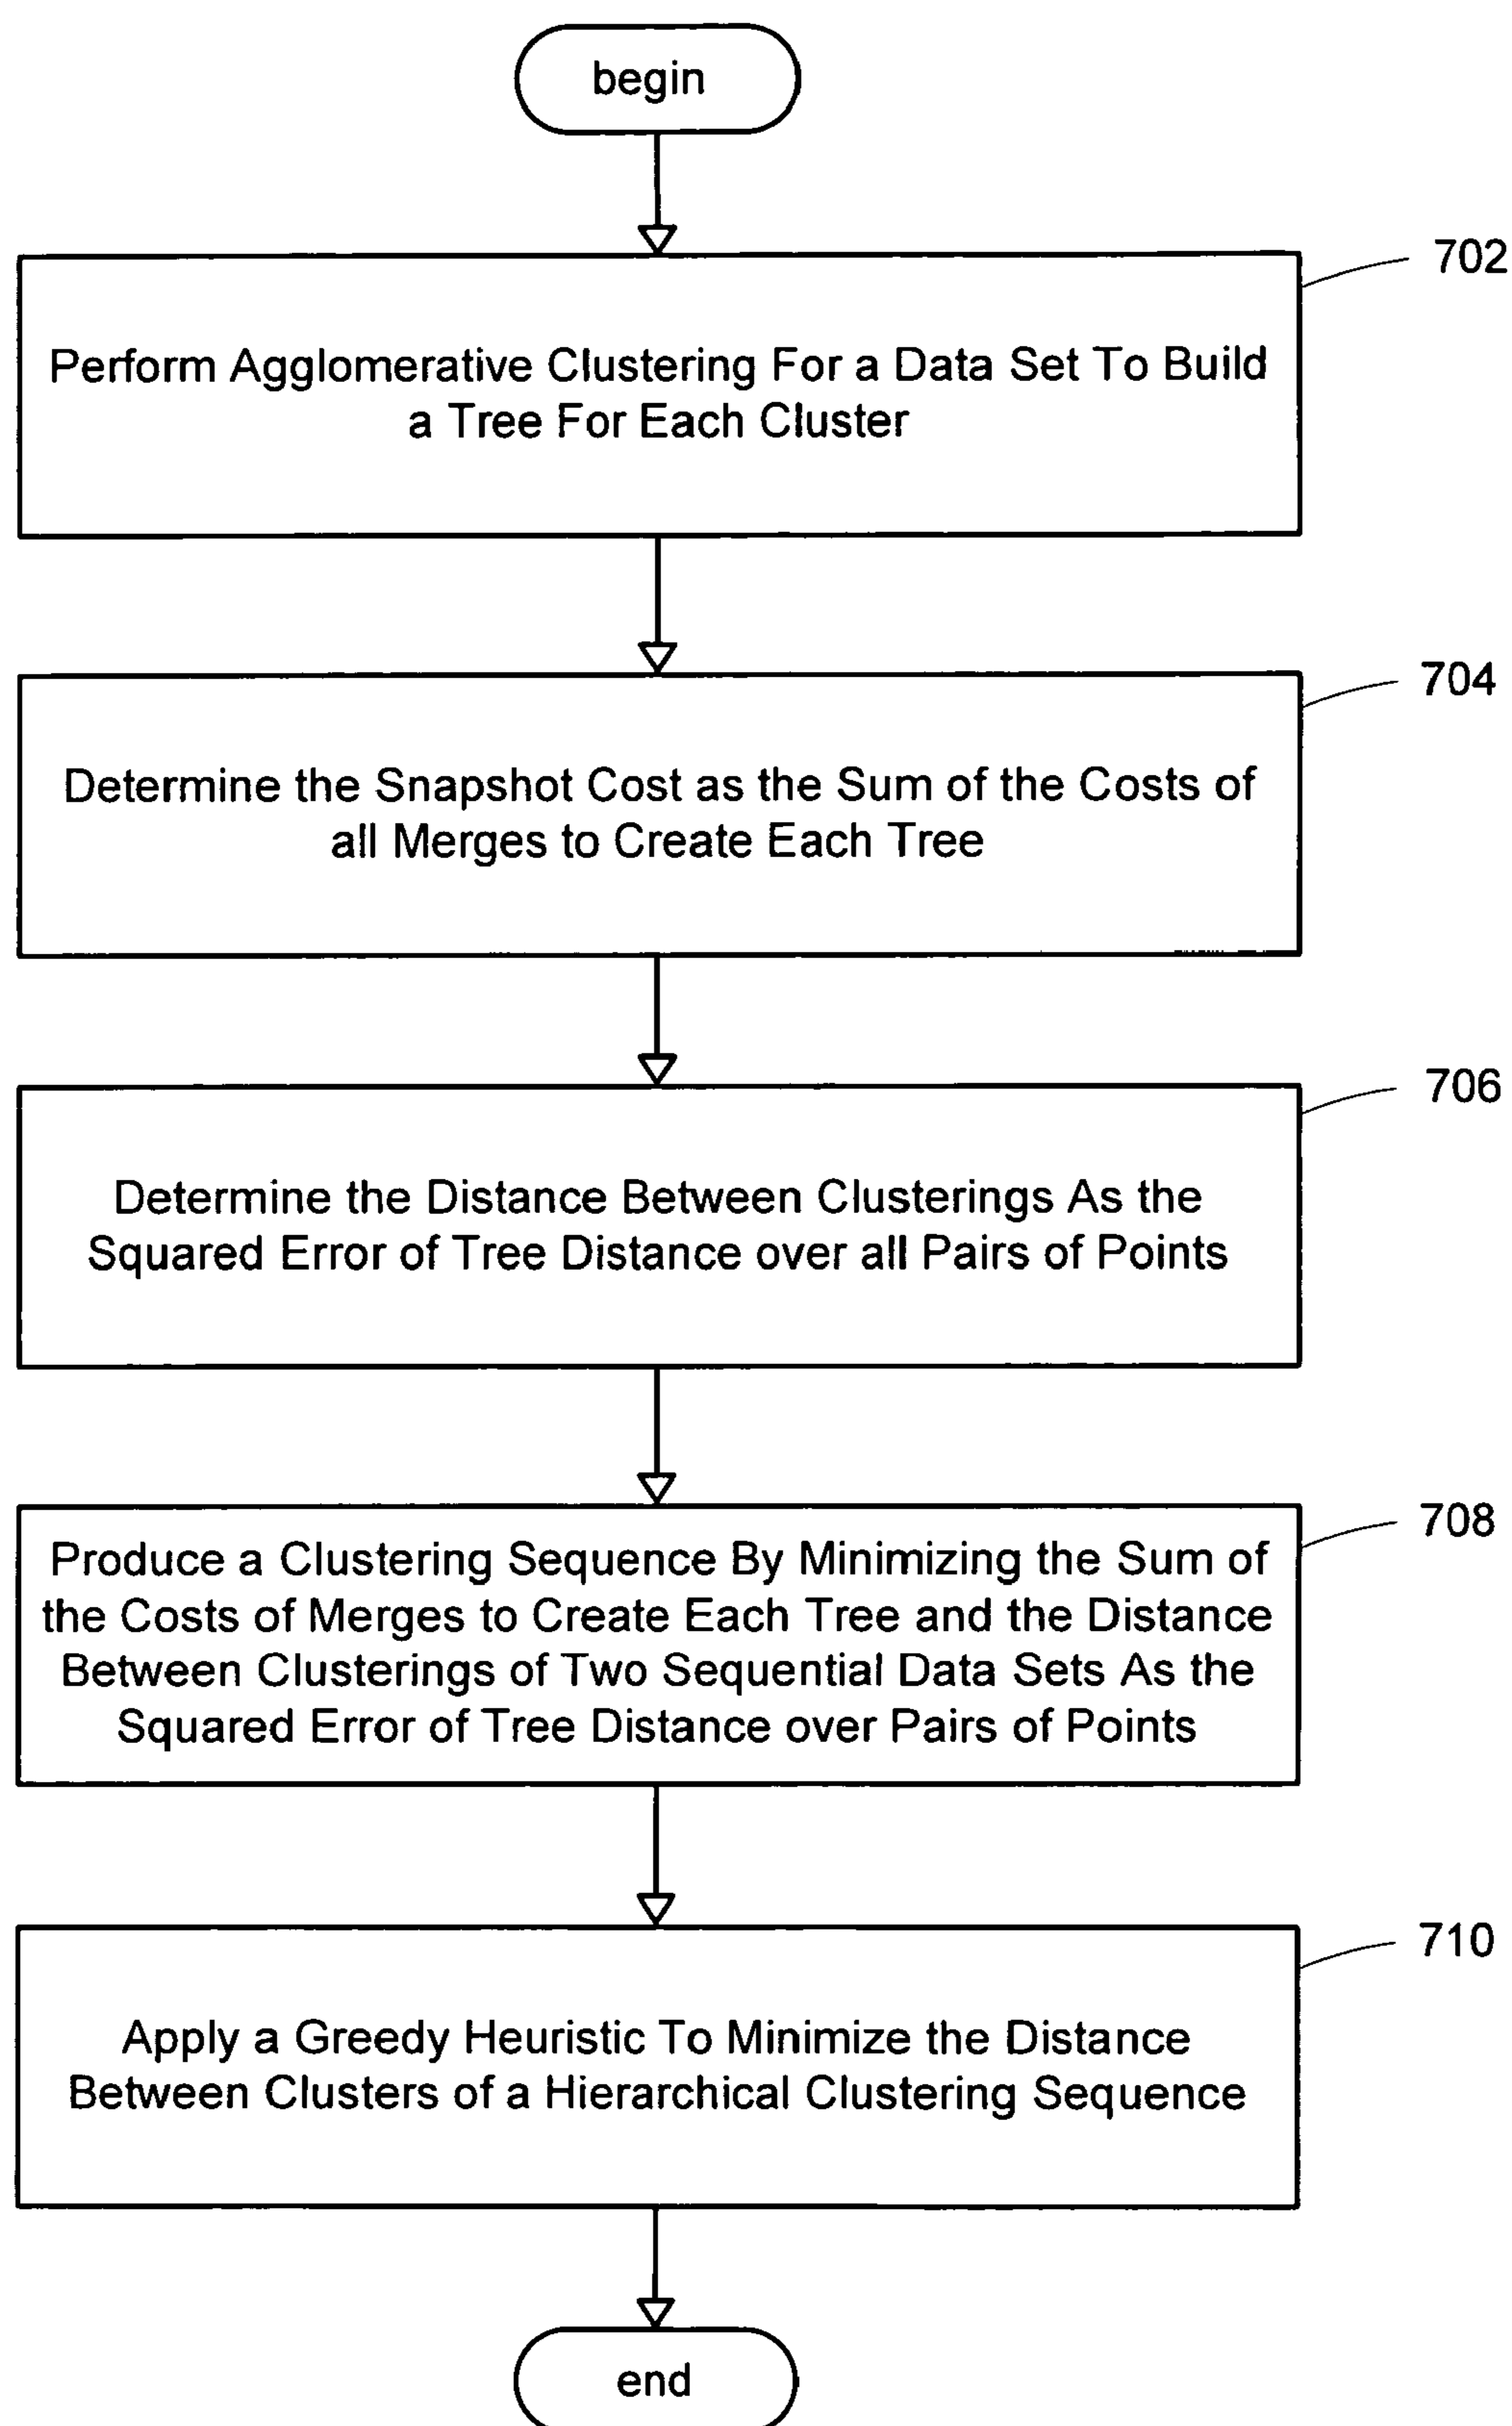 begin
702
Perform Agglomerative Clustering For a Data Set To Build
a Tree For Each Cluster
704
Determine the Snapshot Cost as the Sum of the Costs of
all Merges to Create Each Tree
706
Determine the Distance Between Clusterings As the
Squared Error of Tree Distance over all Pairs of Points
708
Produce a Clustering Sequence By Minimizing the Sum of
the Costs of Merges to Create Each Tree and the Distance
Between Clusterings of Two Sequential Data Sets As the
Squared Error of Tree Distance over Pairs of Points
710
Apply a Greedy Heuristic To Minimize the Distance
Between Clusters of a Hierarchical Clustering Sequence
end